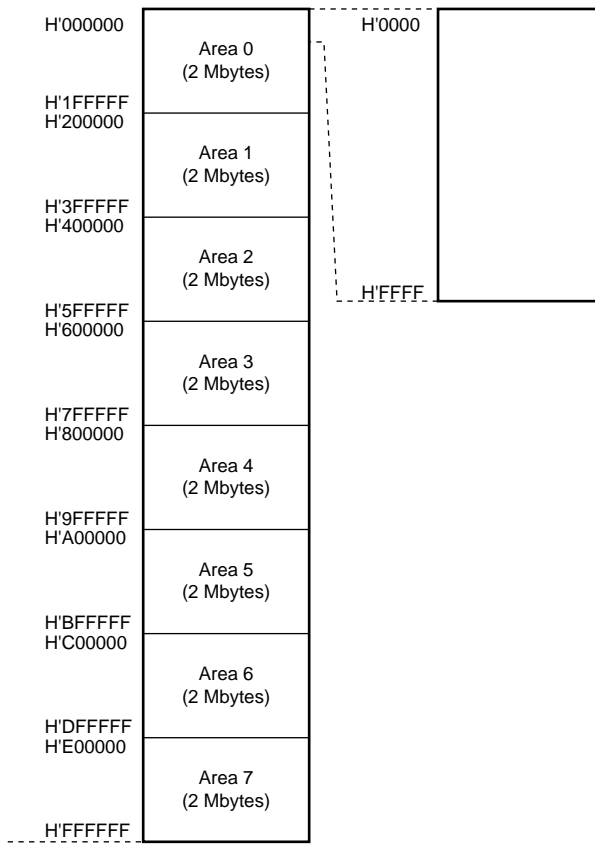 H'000000
Area 0
(2 Mbytes)
H'1FFFFF
H'200000
Area 1
(2 Mbytes)
H'3FFFFF
H'400000
Area 2
(2 Mbytes)
H'5FFFFF
H'600000
Area 3
(2 Mbytes)
H'7FFFFF
H'800000
Area 4
(2 Mbytes)
H'9FFFFF
H'A00000
Area 5
(2 Mbytes)
H'BFFFFF
H'C00000
Area 6
(2 Mbytes)
H'DFFFFF
H'E00000
Area 7
(2 Mbytes)
H'FFFFFF
H'0000
H'FFFF